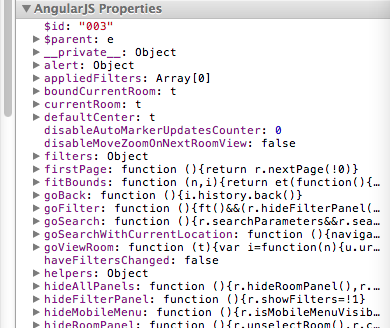 AngularJS Properties
$id: "003"
$parent: e
__private__: Object
alert: Object
appliedFilters: Array[0]
boundCurrentRoom: t
currentRoom: t
defaultCenter: t
disableAutoMarkerUpdatesCounter: 0
disableMoveZoomOnNextRoomView: false
filters: Object
firstPage: function (){return r.nextPage(!0)}
fitBounds: function (n,i){return et(function(){…
goBack: function (){i.history.back()}
goFilter: function (){ft()&&(r.hideFilterPanel(…
goSearch: function (){r.searchParameters&&r.sea…
goSearchWithCurrentLocation: function (){naviga…
goViewRoom: function (t){var i=function(n){u.ur…
haveFiltersChanged: false
helpers: Object
hideAllPanels: function (){r.hideRoomPanel(),r.…
hideFilterPanel: function (){r.showFilters=!1}
hideMobileMenu: function (){r.isMobileMenuVisib…
hideRoomPanel: function (){r.unselectRoom(),r.c…